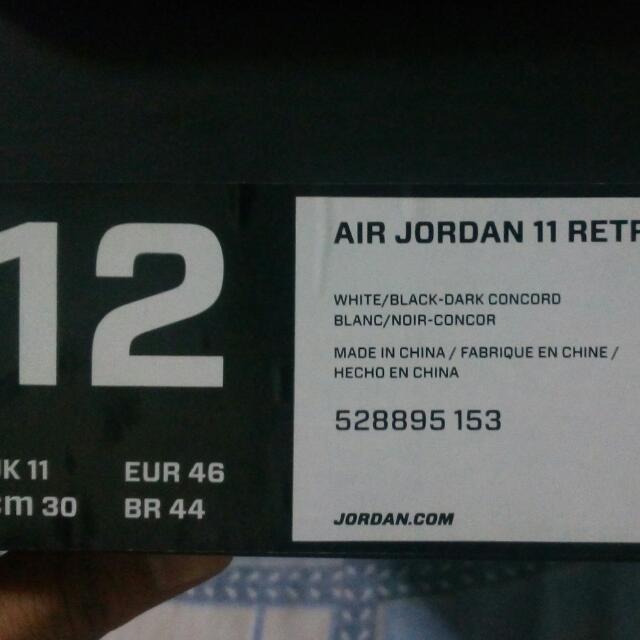 12
UK 11
EUR 46
cm 30
BR 44
AIR JORDAN 11 RETR
WHITE/BLACK-DARK CONCORD
BLANC/NOIR-CONCOR
MADE IN CHINA / FABRIQUE EN CHINE /
HECHO EN CHINA
528895 153
JORDAN.COM